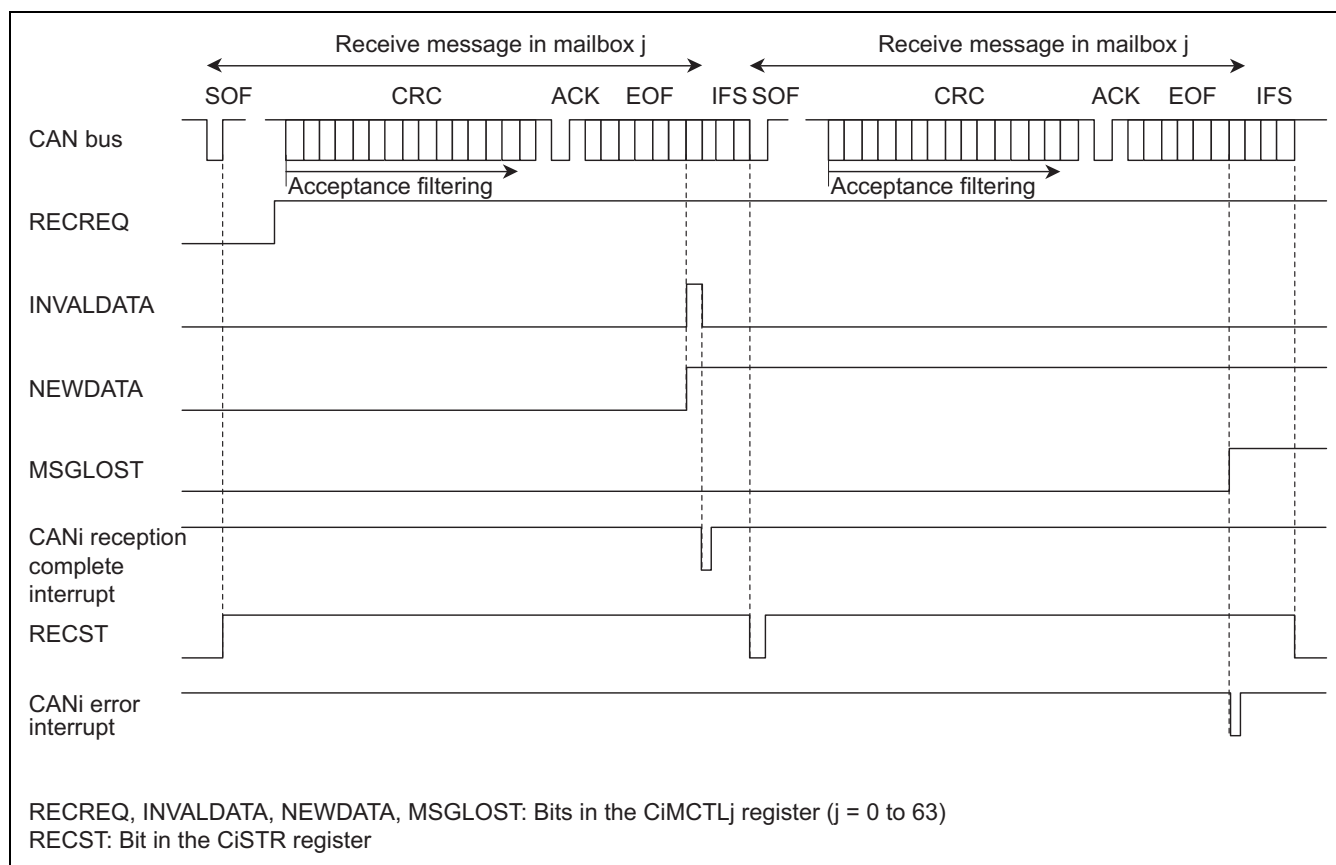 Receive message in mailbox j Receive message in mailbox j
SOF CRC ACK EOF IFS SOF CRC ACK EOF IFS
CAN bus
Acceptance filtering Acceptance filtering
RECREQ
INVALDATA
NEWDATA
MSGLOST
CANi reception
complete
interrupt
RECST
CANi error
interrupt
RECREQ, INVALDATA, NEWDATA, MSGLOST: Bits in the CiMCTLj register (j = 0 to 63)
RECST: Bit in the CiSTR register